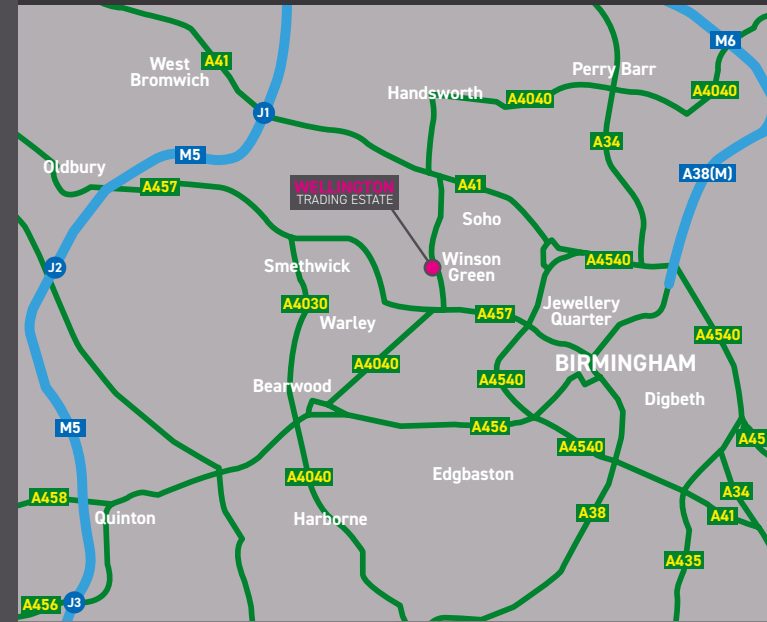 M6
West
Bromwich
A41
Perry Barr
Handsworth
A4040
A4040
J1
A34
M5
Oldbury
A457
A38(M)
WELLINGTON
TRADING ESTATE
A41
Soho
J2
Smethwick
Winson
Green
A4540
A4030
Warley
A457
Jewellery
Quarter
A4540
A4040
BIRMINGHAM
Bearwood
A4540
Digbeth
M5
A456
A45
A4540
A4040
Edgbaston
A458
A34
Quinton
Harborne
A38
A41
A435
A456
J3